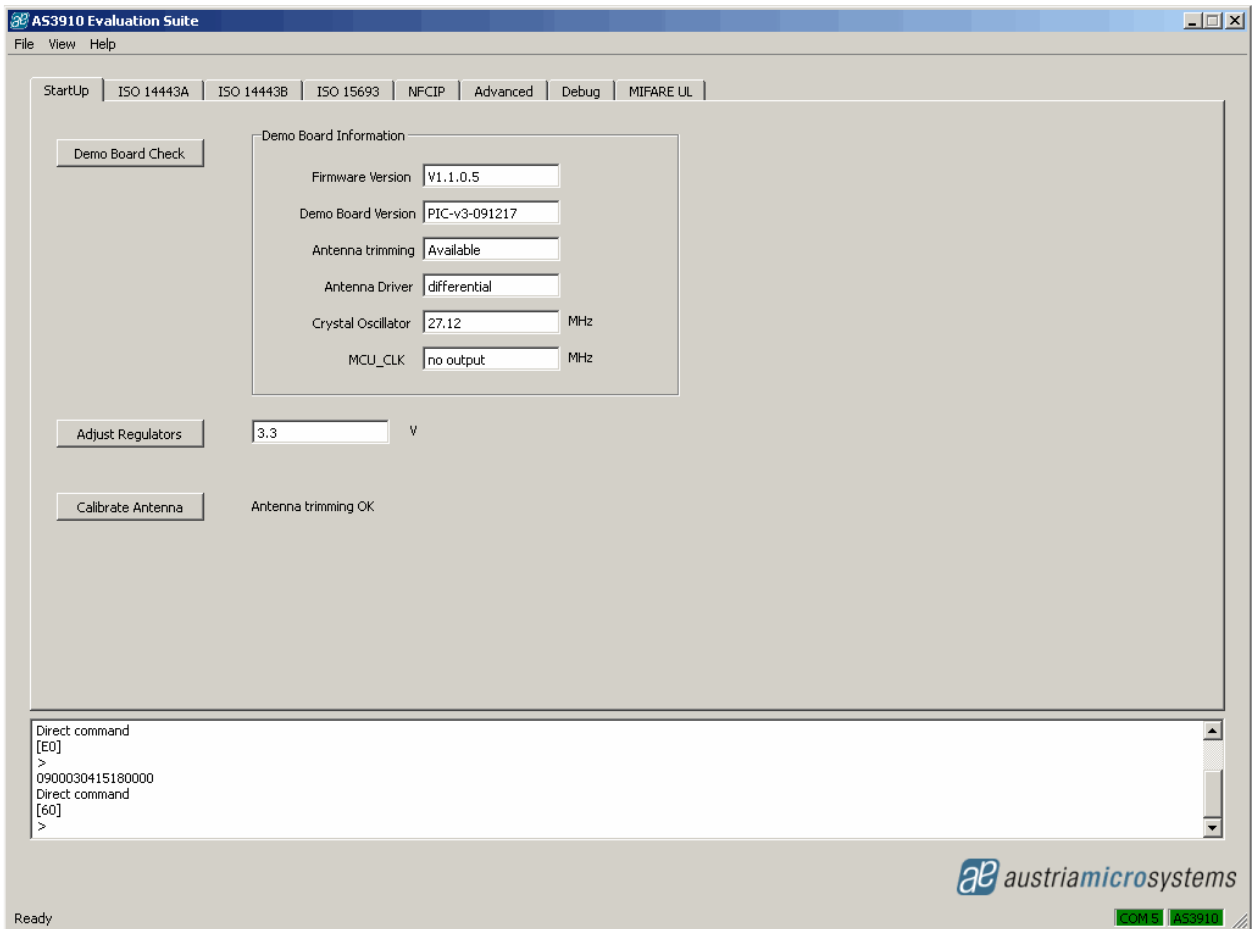 AS3910 Evaluation Suite
File View Help
StartUp ISO 14443A ISO 14443B ISO 15693 NFCIP Advanced Debug MIFARE UL
Demo Board Check
Demo Board Information
Firmware Version V1.1.0.5
Demo Board Version PIC-v3-091217
Antenna trimming Available
Antenna Driver differential
Crystal Oscillator 27.12 MHz
MCU_CLK no output MHz
Adjust Regulators 3.3 V
Calibrate Antenna Antenna trimming OK
Direct command
[E0]
>
0900030415180000
Direct command
[60]
>
ae austriamicrosystems
Ready COM 5 AS3910